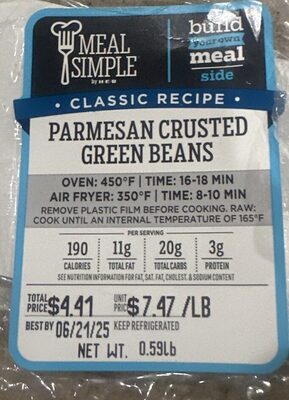 MEAL
SIMPLE
by H-E-B
build
your own
meal
side
• CLASSIC RECIPE •
PARMESAN CRUSTED
GREEN BEANS
OVEN: 450°F | TIME: 16-18 MIN
AIR FRYER: 350°F | TIME: 8-10 MIN
REMOVE PLASTIC FILM BEFORE COOKING. RAW:
COOK UNTIL AN INTERNAL TEMPERATURE OF 165°F
PER SERVING
190 11g 20g 3g
CALORIES TOTAL FAT TOTAL CARBS PROTEIN
SEE NUTRITION INFORMATION FOR FAT, SAT. FAT, CHOLEST. & SODIUM CONTENT
TOTAL PRICE $4.41 UNIT PRICE $7.47 /LB
BEST BY 06/21/25 KEEP REFRIGERATED
NET WT. 0.59lb